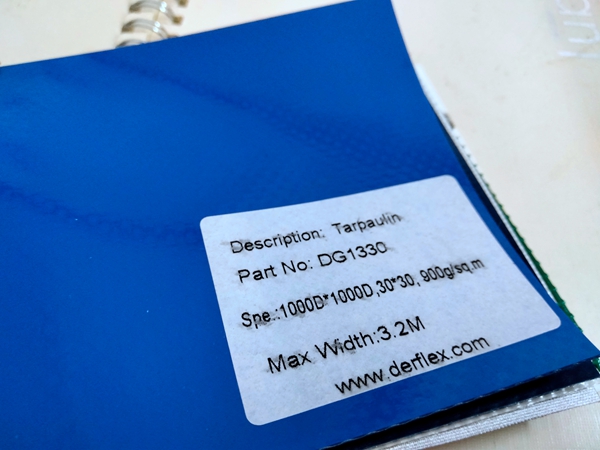 Description: Tarpaulin
Part No: DG1330
Spe.:1000D*1000D,30*30, 900g/sq.m
Max Width:3.2M
www.derflex.com